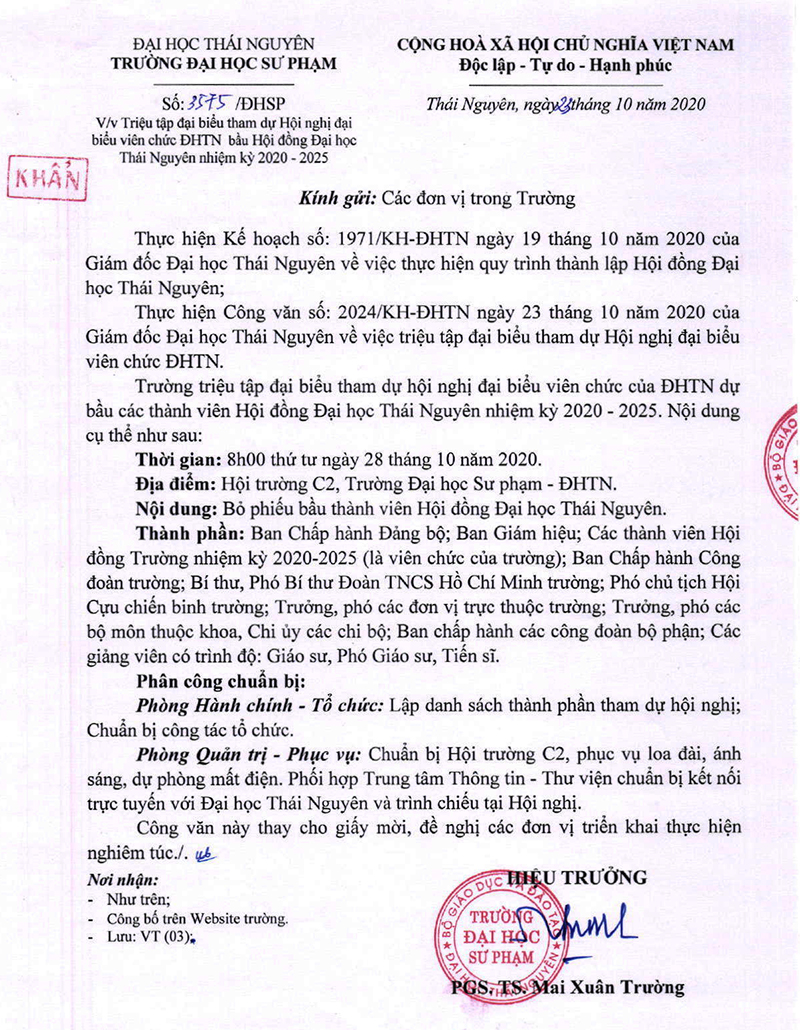 ĐẠI HỌC THÁI NGUYÊN
TRƯỜNG ĐẠI HỌC SƯ PHẠM
CỘNG HOÀ XÃ HỘI CHỦ NGHĨA VIỆT NAM
Độc lập - Tự do - Hạnh phúc
Số: 3575 /ĐHSP
V/v Triệu tập đại biểu tham dự Hội nghị đại
biểu viên chức ĐHTN bầu Hội đồng Đại học
Thái Nguyên nhiệm kỳ 2020 - 2025
Thái Nguyên, ngày 23 tháng 10 năm 2020
KHẨN
Kính gửi: Các đơn vị trong Trường
Thực hiện Kế hoạch số: 1971/KH-ĐHTN ngày 19 tháng 10 năm 2020 của
Giám đốc Đại học Thái Nguyên về việc thực hiện quy trình thành lập Hội đồng Đại
học Thái Nguyên;
Thực hiện Công văn số: 2024/KH-ĐHTN ngày 23 tháng 10 năm 2020 của
Giám đốc Đại học Thái Nguyên về việc triệu tập đại biểu tham dự Hội nghị đại biểu
viên chức ĐHTN.
Trường triệu tập đại biểu tham dự hội nghị đại biểu viên chức của ĐHTN dự
bầu các thành viên Hội đồng Đại học Thái Nguyên nhiệm kỳ 2020 - 2025. Nội dung
cụ thể như sau:
Thời gian: 8h00 thứ tư ngày 28 tháng 10 năm 2020.
Địa điểm: Hội trường C2, Trường Đại học Sư phạm - ĐHTN.
Nội dung: Bỏ phiếu bầu thành viên Hội đồng Đại học Thái Nguyên.
Thành phần: Ban Chấp hành Đảng bộ; Ban Giám hiệu; Các thành viên Hội
đồng Trường nhiệm kỳ 2020-2025 (là viên chức của trường); Ban Chấp hành Công
đoàn trường; Bí thư, Phó Bí thư Đoàn TNCS Hồ Chí Minh trường; Phó chủ tịch Hội
Cựu chiến binh trường; Trưởng, phó các đơn vị trực thuộc trường; Trưởng, phó các
bộ môn thuộc khoa, Chi ủy các chi bộ; Ban chấp hành các công đoàn bộ phận; Các
giảng viên có trình độ: Giáo sư, Phó Giáo sư, Tiến sĩ.
Phân công chuẩn bị:
Phòng Hành chính - Tổ chức: Lập danh sách thành phần tham dự hội nghị;
Chuẩn bị công tác tổ chức.
Phòng Quản trị - Phục vụ: Chuẩn bị Hội trường C2, phục vụ loa đài, ánh
sáng, dự phòng mất điện. Phối hợp Trung tâm Thông tin - Thư viện chuẩn bị kết nối
trực tuyến với Đại học Thái Nguyên và trình chiếu tại Hội nghị.
Công văn này thay cho giấy mời, đề nghị các đơn vị triển khai thực hiện
nghiêm túc./.
Nơi nhận:
- Như trên;
- Công bố trên Website trường.
- Lưu: VT (03);
HIỆU TRƯỞNG
BỘ GIÁO DỤC VÀ ĐÀO TẠO
TRƯỜNG
ĐẠI HỌC
SƯ PHẠM
ĐẠI HỌC THÁI NGUYÊN
PGS. TS. Mai Xuân Trường